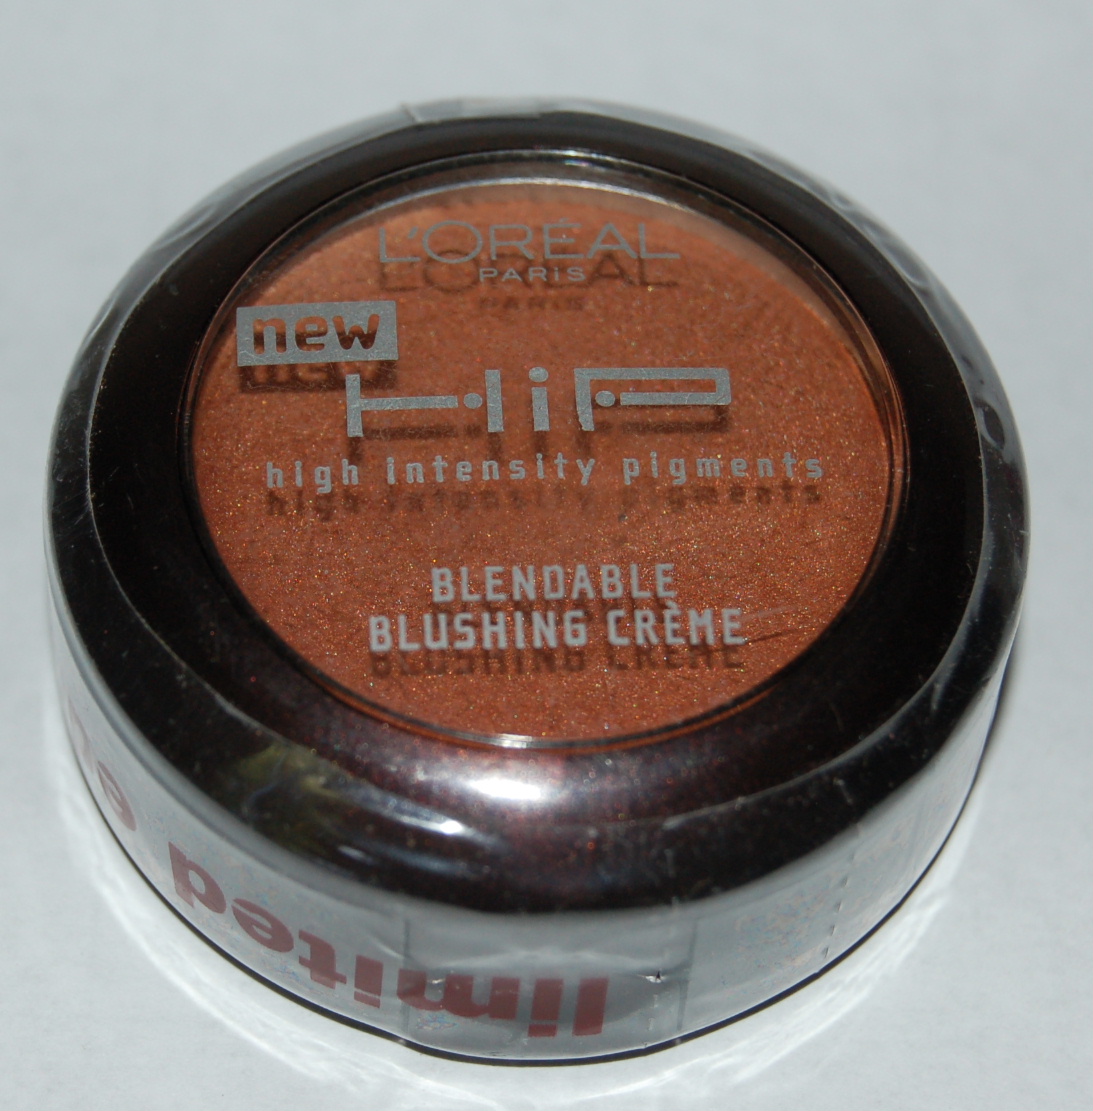 L'ORÉAL
PARIS
new
HiP
high intensity pigments
BLENDABLE
BLUSHING CRÈME
limited